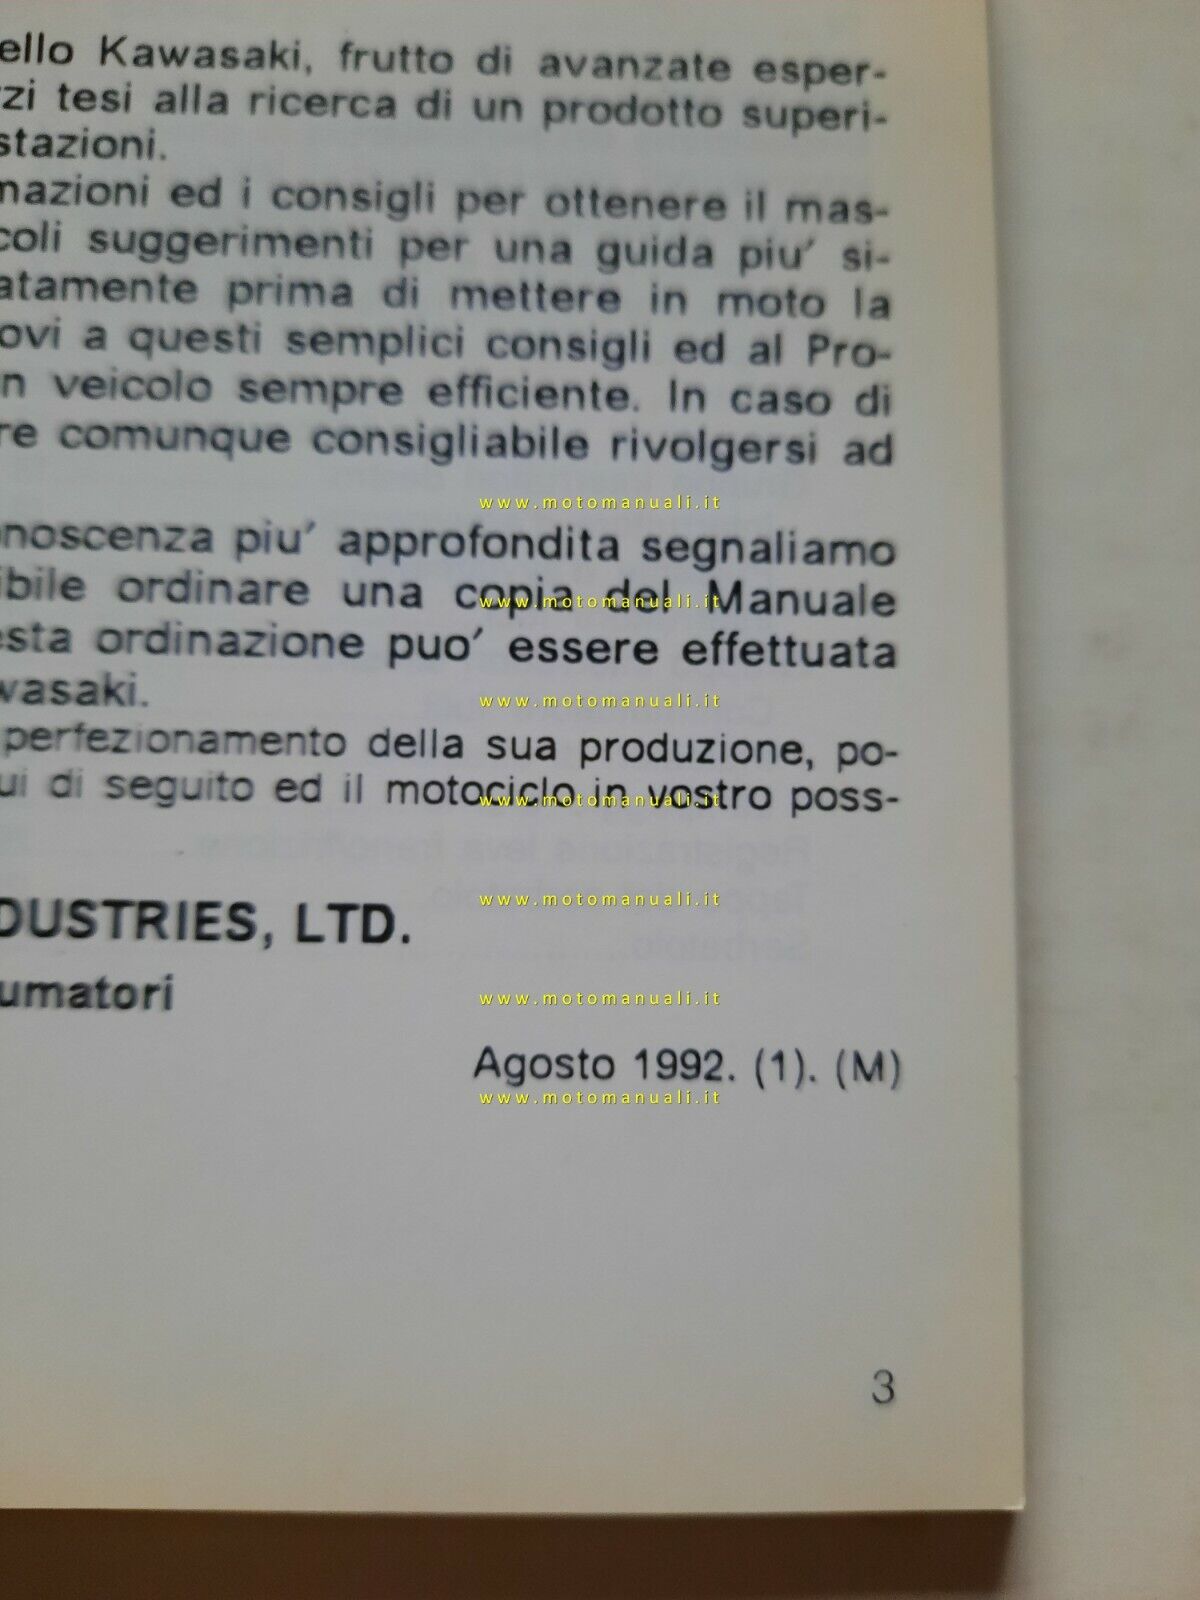 ello Kawasaki, frutto di avanzate esper-
zi tesi alla ricerca di un prodotto superi-
stazioni.
mazioni ed i consigli per ottenere il mas-
coli suggerimenti per una guida piu' si-
atamente prima di mettere in moto la
ovi a questi semplici consigli ed al Pro-
n veicolo sempre efficiente. In caso di
re comunque consigliabile rivolgersi ad
www.motomanuali.it
noscenza piu' approfondita segnaliamo
ibile ordinare una copia del Manuale
www.motomanuali.it
esta ordinazione puo' essere effettuata
wasaki.
www.motomanuali.it
perfezionamento della sua produzione, po-
ui di seguito ed il motociclo in vostro poss-
www.motomanuali.it
Registrazione leva freno/frizione
www.motomanuali.it
DUSTRIES, LTD.
Serbatoio
umatori
www.motomanuali.it
Agosto 1992. (1). (M)
www.motomanuali.it
3